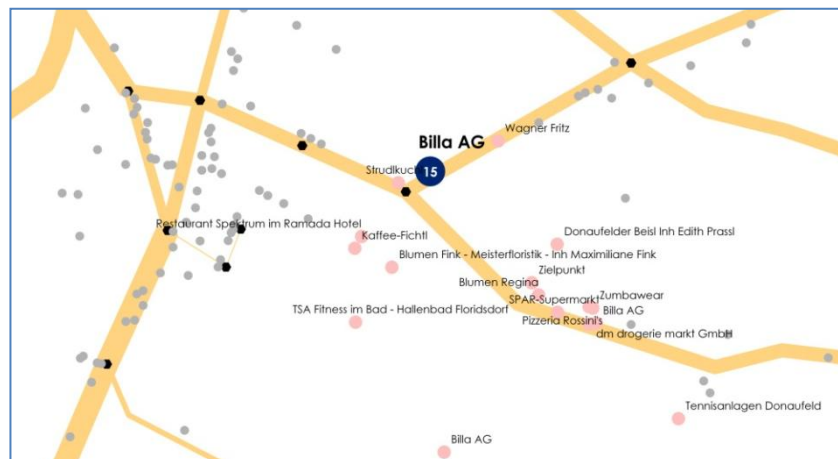 Wagner Fritz
Billa AG
15
Restaurant Spektrum im Ramada Hotel
Kaffee-Fichtl
Donaufelder Beisl Inh Edith Prassl
Blumen Fink - Meisterfloristik - Inh Maximiliane Fink
Zielpunkt
Blumen Regina
SPAR-Supermarkt
Zumbawear
TSA Fitness im Bad - Hallenbad Floridsdorf
Billa AG
Pizzeria Rossini's
dm drogerie markt GmbH
Tennisanlagen Donaufeld
Billa AG